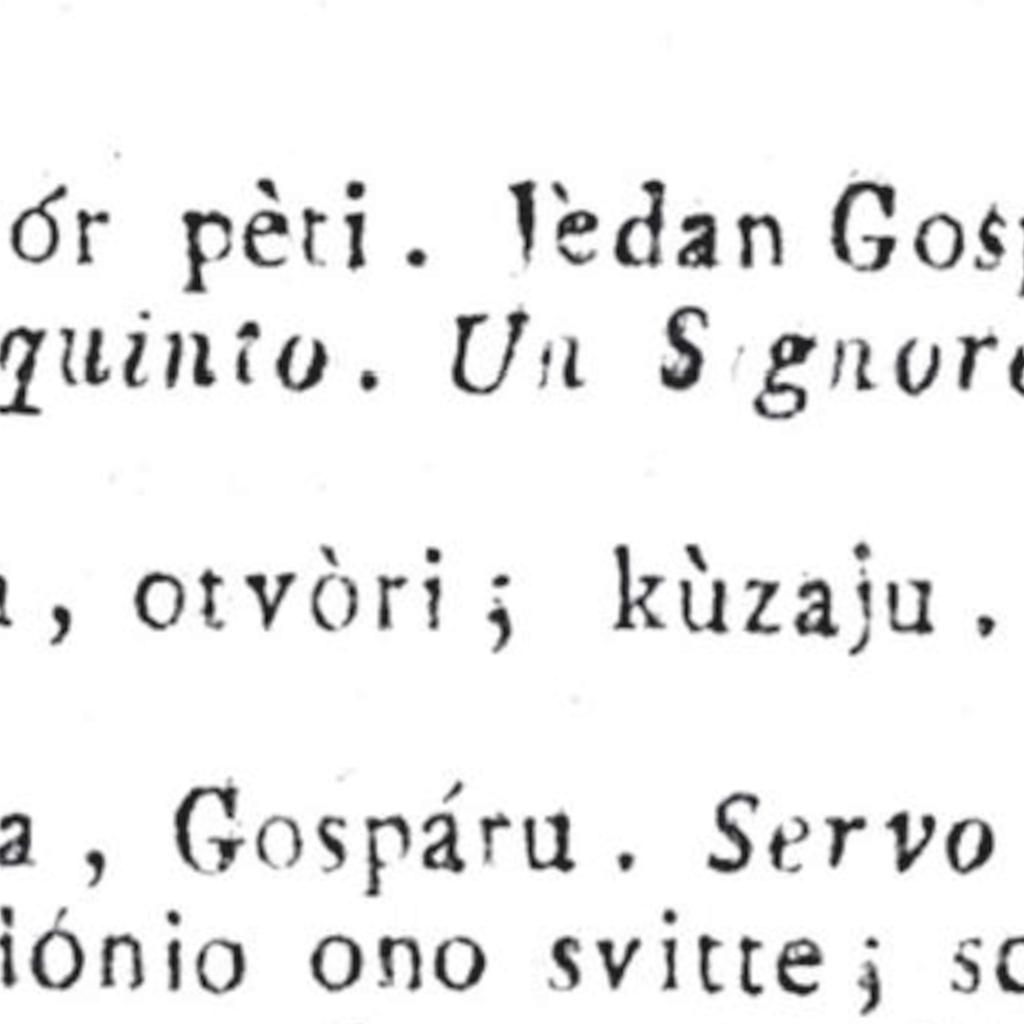 ór pèti. Jèdan Gosp
quinto. Un Signore
, otvòri; kùzaju.
a, Gospáru. Servo
iónio ono svitte; sc